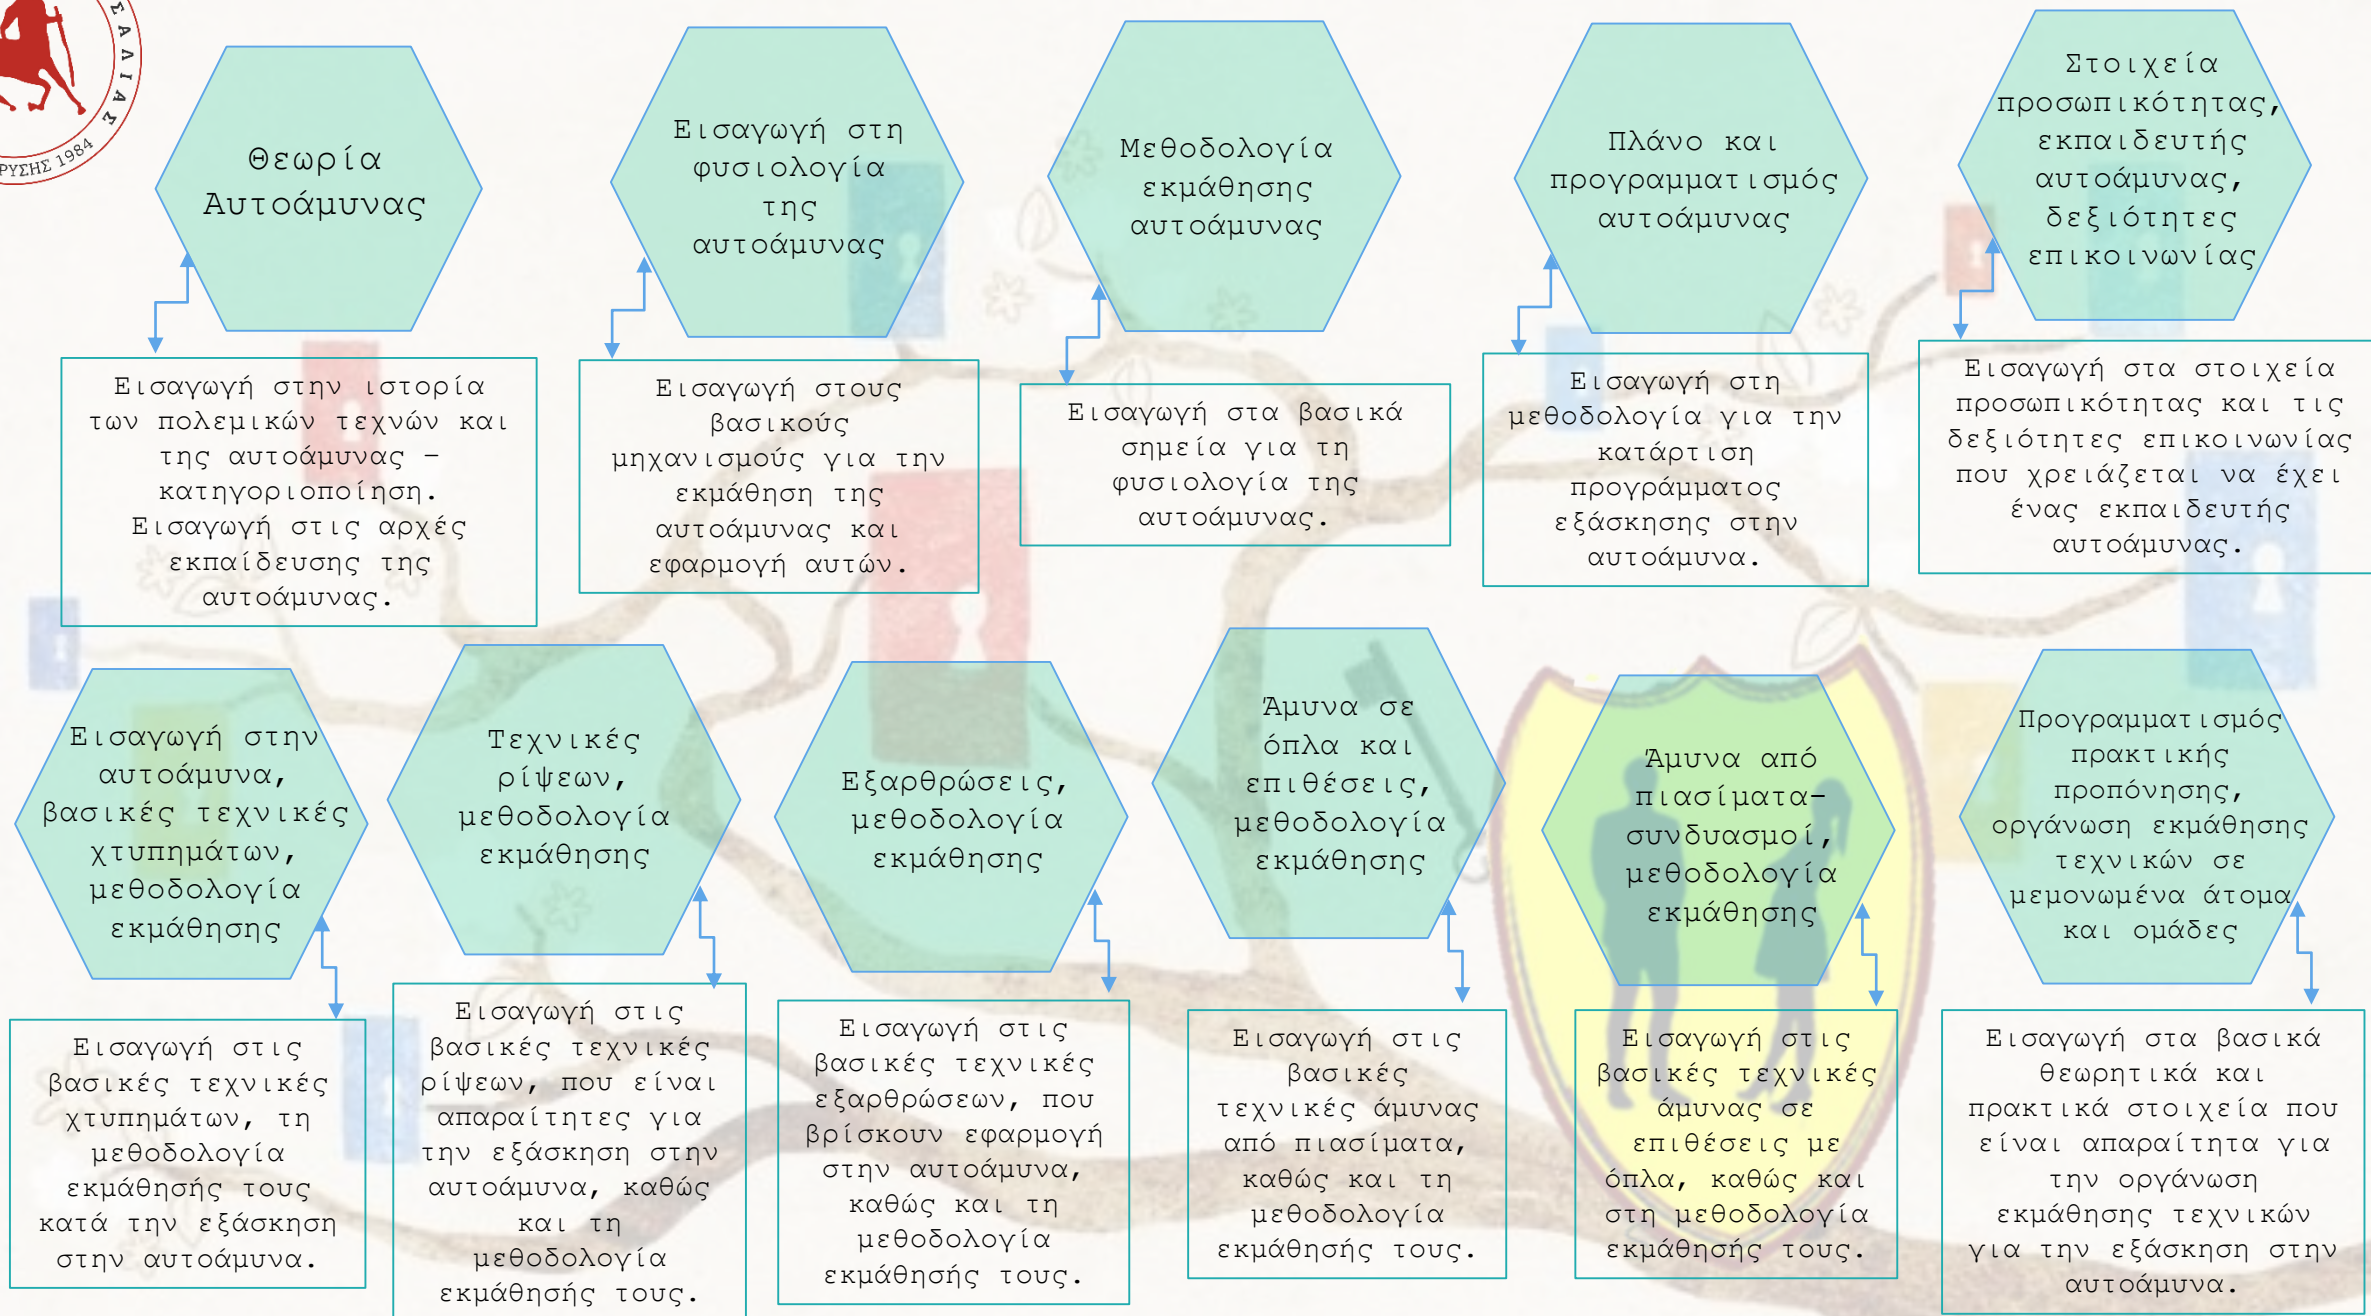 ΣΑΛΙΑΣ
ΡΥΣΗΣ 1984
Θεωρία
Αυτοάμυνας
Εισαγωγή στην ιστορία
των πολεμικών τεχνών και
της αυτοάμυνας –
κατηγοριοποίηση.
Εισαγωγή στις αρχές
εκπαίδευσης της
αυτοάμυνας.
Εισαγωγή στη
φυσιολογία
της
αυτοάμυνας
Εισαγωγή στους
βασικούς
μηχανισμούς για την
εκμάθηση της
αυτοάμυνας και
εφαρμογή αυτών.
Μεθοδολογία
εκμάθησης
αυτοάμυνας
Εισαγωγή στα βασικά
σημεία για τη
φυσιολογία της
αυτοάμυνας.
Πλάνο και
προγραμματισμός
αυτοάμυνας
Εισαγωγή στη
μεθοδολογία για την
κατάρτιση
προγράμματος
εξάσκησης στην
αυτοάμυνα.
Στοιχεία
προσωπικότητας,
εκπαιδευτής
αυτοάμυνας,
δεξιότητες
επικοινωνίας
Εισαγωγή στα στοιχεία
προσωπικότητας και τις
δεξιότητες επικοινωνίας
που χρειάζεται να έχει
ένας εκπαιδευτής
αυτοάμυνας.
Εισαγωγή στην
αυτοάμυνα,
βασικές τεχνικές
χτυπημάτων,
μεθοδολογία
εκμάθησης
Εισαγωγή στις
βασικές τεχνικές
χτυπημάτων, τη
μεθοδολογία
εκμάθησής τους
κατά την εξάσκηση
στην αυτοάμυνα.
Τεχνικές
ρίψεων,
μεθοδολογία
εκμάθησης
Εισαγωγή στις
βασικές τεχνικές
ρίψεων, που είναι
απαραίτητες για
την εξάσκηση στην
αυτοάμυνα, καθώς
και τη
μεθοδολογία
εκμάθησής τους.
Εξαρθρώσεις,
μεθοδολογία
εκμάθησης
Εισαγωγή στις
βασικές τεχνικές
εξαρθρώσεων, που
βρίσκουν εφαρμογή
στην αυτοάμυνα,
καθώς και τη
μεθοδολογία
εκμάθησής τους.
Άμυνα σε
όπλα και
επιθέσεις,
μεθοδολογία
εκμάθησης
Εισαγωγή στις
βασικές
τεχνικές άμυνας
από πιασίματα,
καθώς και τη
μεθοδολογία
εκμάθησής τους.
Άμυνα από
πιασίματα–
συνδυασμοί,
μεθοδολογία
εκμάθησης
Εισαγωγή στις
βασικές τεχνικές
άμυνας σε
επιθέσεις με
όπλα, καθώς και
στη μεθοδολογία
εκμάθησής τους.
Προγραμματισμός
πρακτικής
προπόνησης,
οργάνωση εκμάθησης
τεχνικών σε
μεμονωμένα άτομα
και ομάδες
Εισαγωγή στα βασικά
θεωρητικά και
πρακτικά στοιχεία που
είναι απαραίτητα για
την οργάνωση
εκμάθησης τεχνικών
για την εξάσκηση στην
αυτοάμυνα.